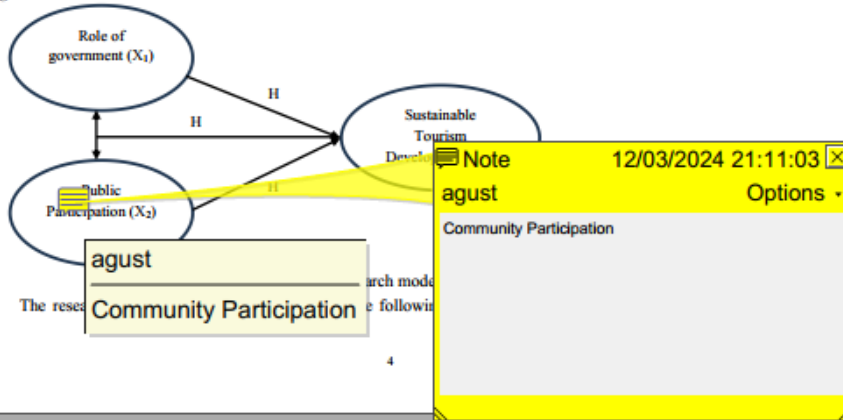 Role of
government (X₁)
H
H
Sustainable
Tourism
H
Public
Participation (X₂)
Note 12/03/2024 21:11:03
agust Options
Community Participation
agust
Community Participation
arch mode
The resea
e followin
4